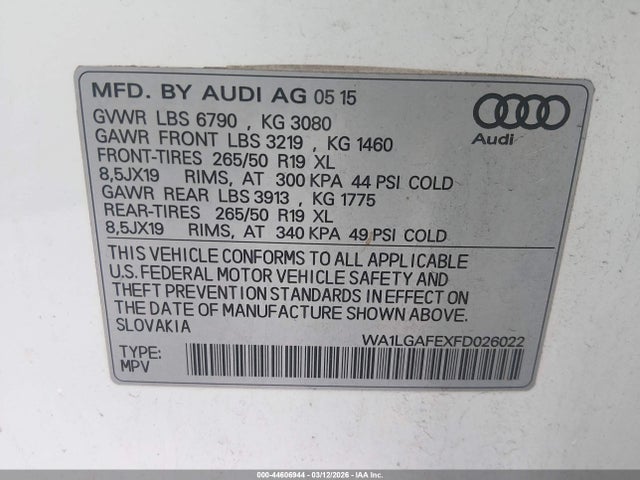 MFD. BY AUDI AG 05 15
GVWR LBS 6790 , KG 3080
GAWR FRONT LBS 3219 , KG 1460
FRONT-TIRES 265/50 R19 XL
8,5JX19 RIMS, AT 300 KPA 44 PSI COLD
GAWR REAR LBS 3913 , KG 1775
REAR-TIRES 265/50 R19 XL
8,5JX19 RIMS, AT 340 KPA 49 PSI COLD
Audi
THIS VEHICLE CONFORMS TO ALL APPLICABLE
U.S. FEDERAL MOTOR VEHICLE SAFETY AND
THEFT PREVENTION STANDARDS IN EFFECT ON
THE DATE OF MANUFACTURE SHOWN ABOVE.
SLOVAKIA
WA1LGAFEXFD026022
TYPE:
MPV
000-44606944 - 03/12/2026 - IAAI.COM